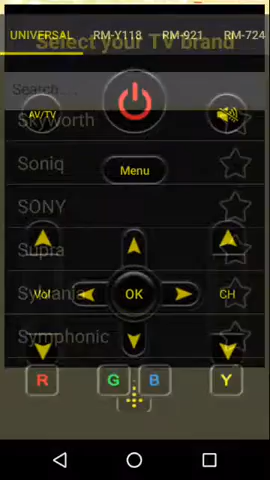 UNIVERSAL RM-Y118 RM-921 RM-724
Select your TV brand
Search....
AV/TV
Skyworth
Soniq
Menu
SONY
Supra
Vol
Sylvania
OK
CH
Symphonic
R G B Y